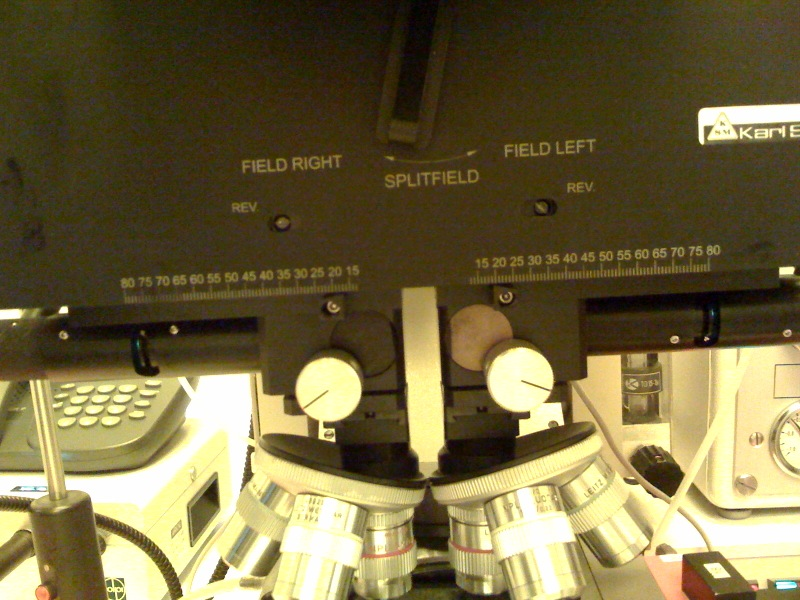 FIELD RIGHT
FIELD LEFT
SPLITFIELD
REV.
REV.
Karl S
80 75 70 65 60 55 50 45 40 35 30 25 20 15
15 20 25 30 35 40 45 50 55 60 65 70 75 80